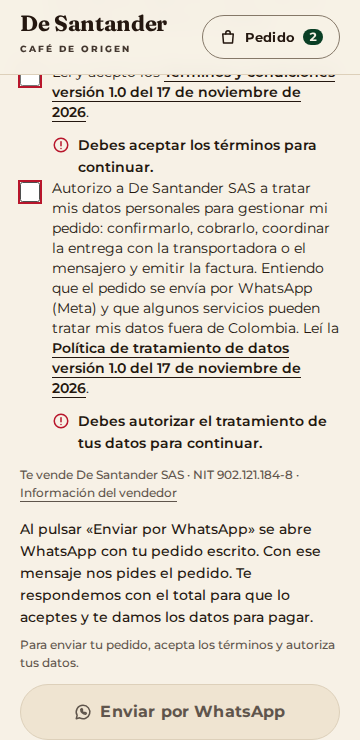 De Santander
CAFÉ DE ORIGEN
Pedido 2
Leí y acepto los Términos y condiciones
versión 1.0 del 17 de noviembre de
2026.
Debes aceptar los términos para
continuar.
Autorizo a De Santander SAS a tratar
mis datos personales para gestionar mi
pedido: confirmarlo, cobrarlo, coordinar
la entrega con la transportadora o el
mensajero y emitir la factura. Entiendo
que el pedido se envía por WhatsApp
(Meta) y que algunos servicios pueden
tratar mis datos fuera de Colombia. Leí la
Política de tratamiento de datos
versión 1.0 del 17 de noviembre de
2026.
Debes autorizar el tratamiento de
tus datos para continuar.
Te vende De Santander SAS · NIT 902.121.184-8 ·
Información del vendedor
Al pulsar «Enviar por WhatsApp» se abre
WhatsApp con tu pedido escrito. Con ese
mensaje nos pides el pedido. Te
respondemos con el total para que lo
aceptes y te damos los datos para pagar.
Para enviar tu pedido, acepta los términos y autoriza
tus datos.
Enviar por WhatsApp